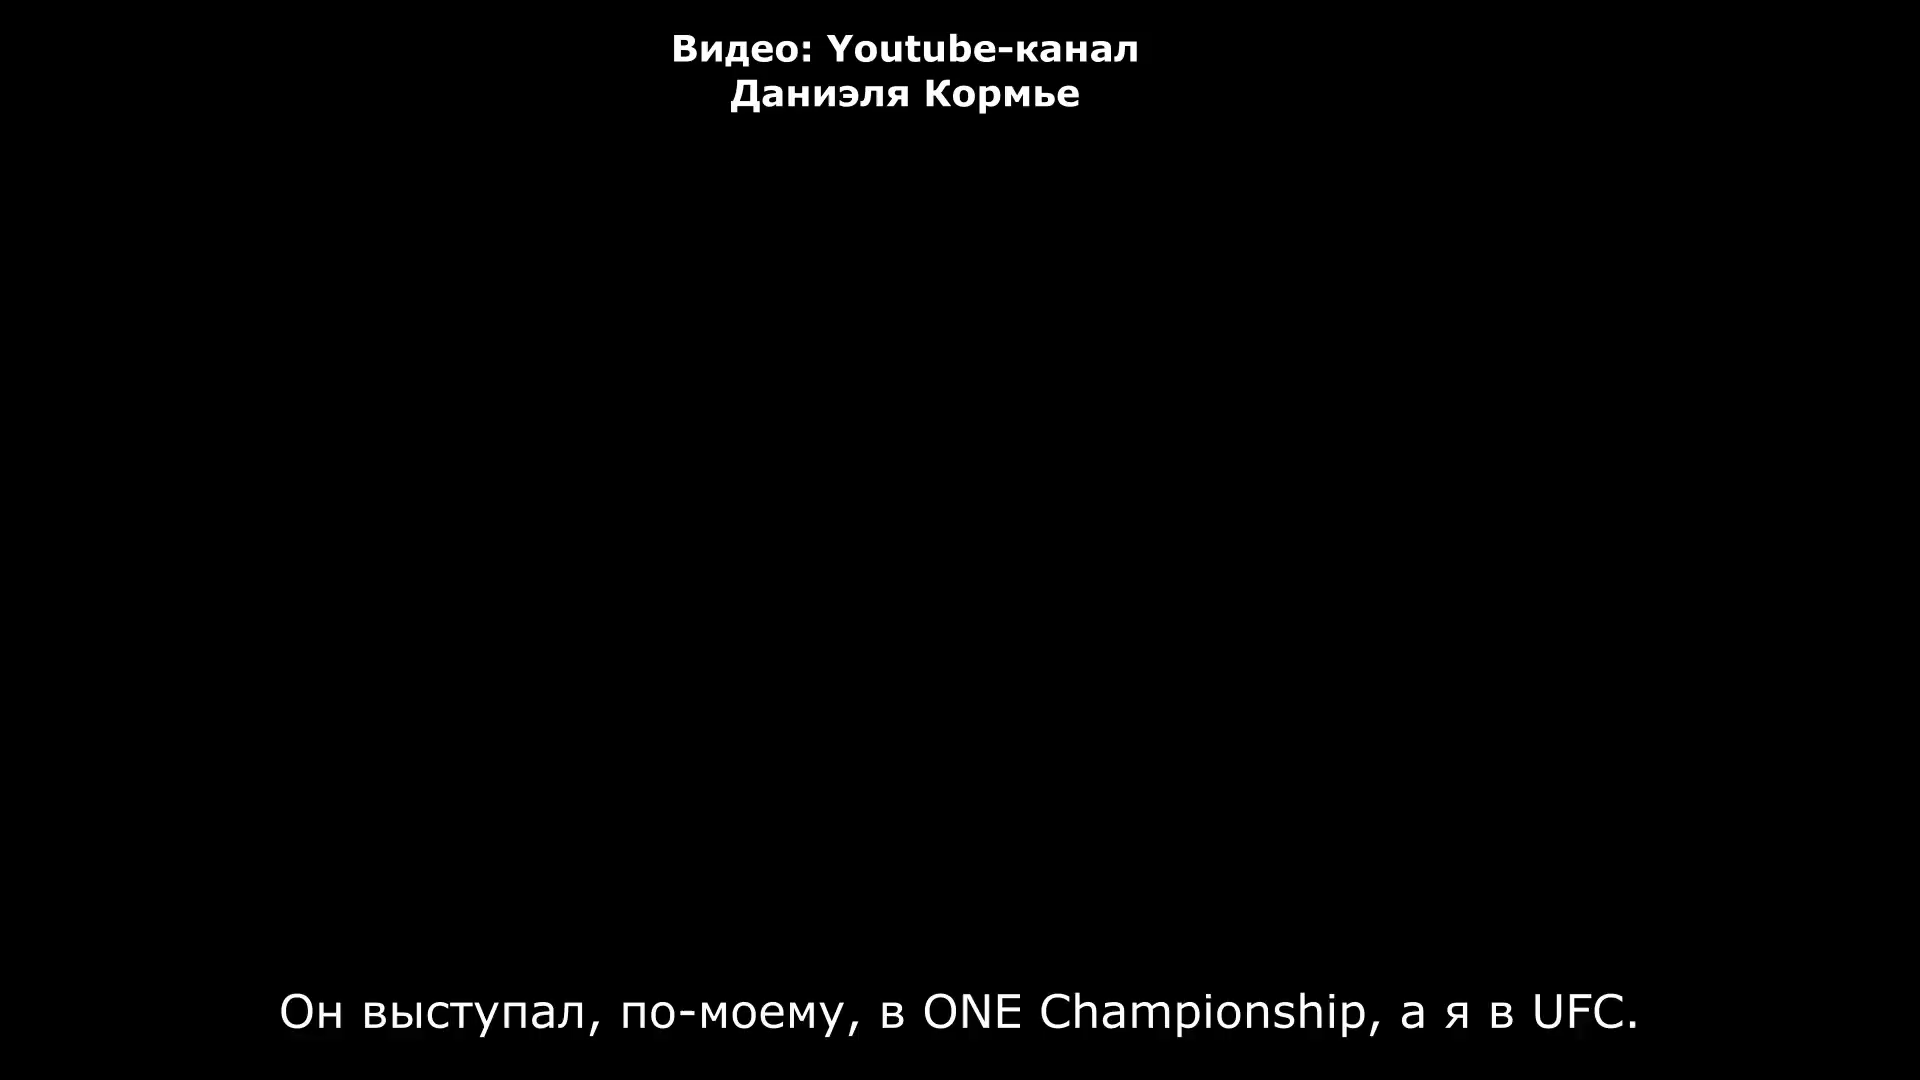 Видео: Youtube-канал
Даниэля Кормье
Он выступал, по-моему, в ONE Championship, а я в UFC.